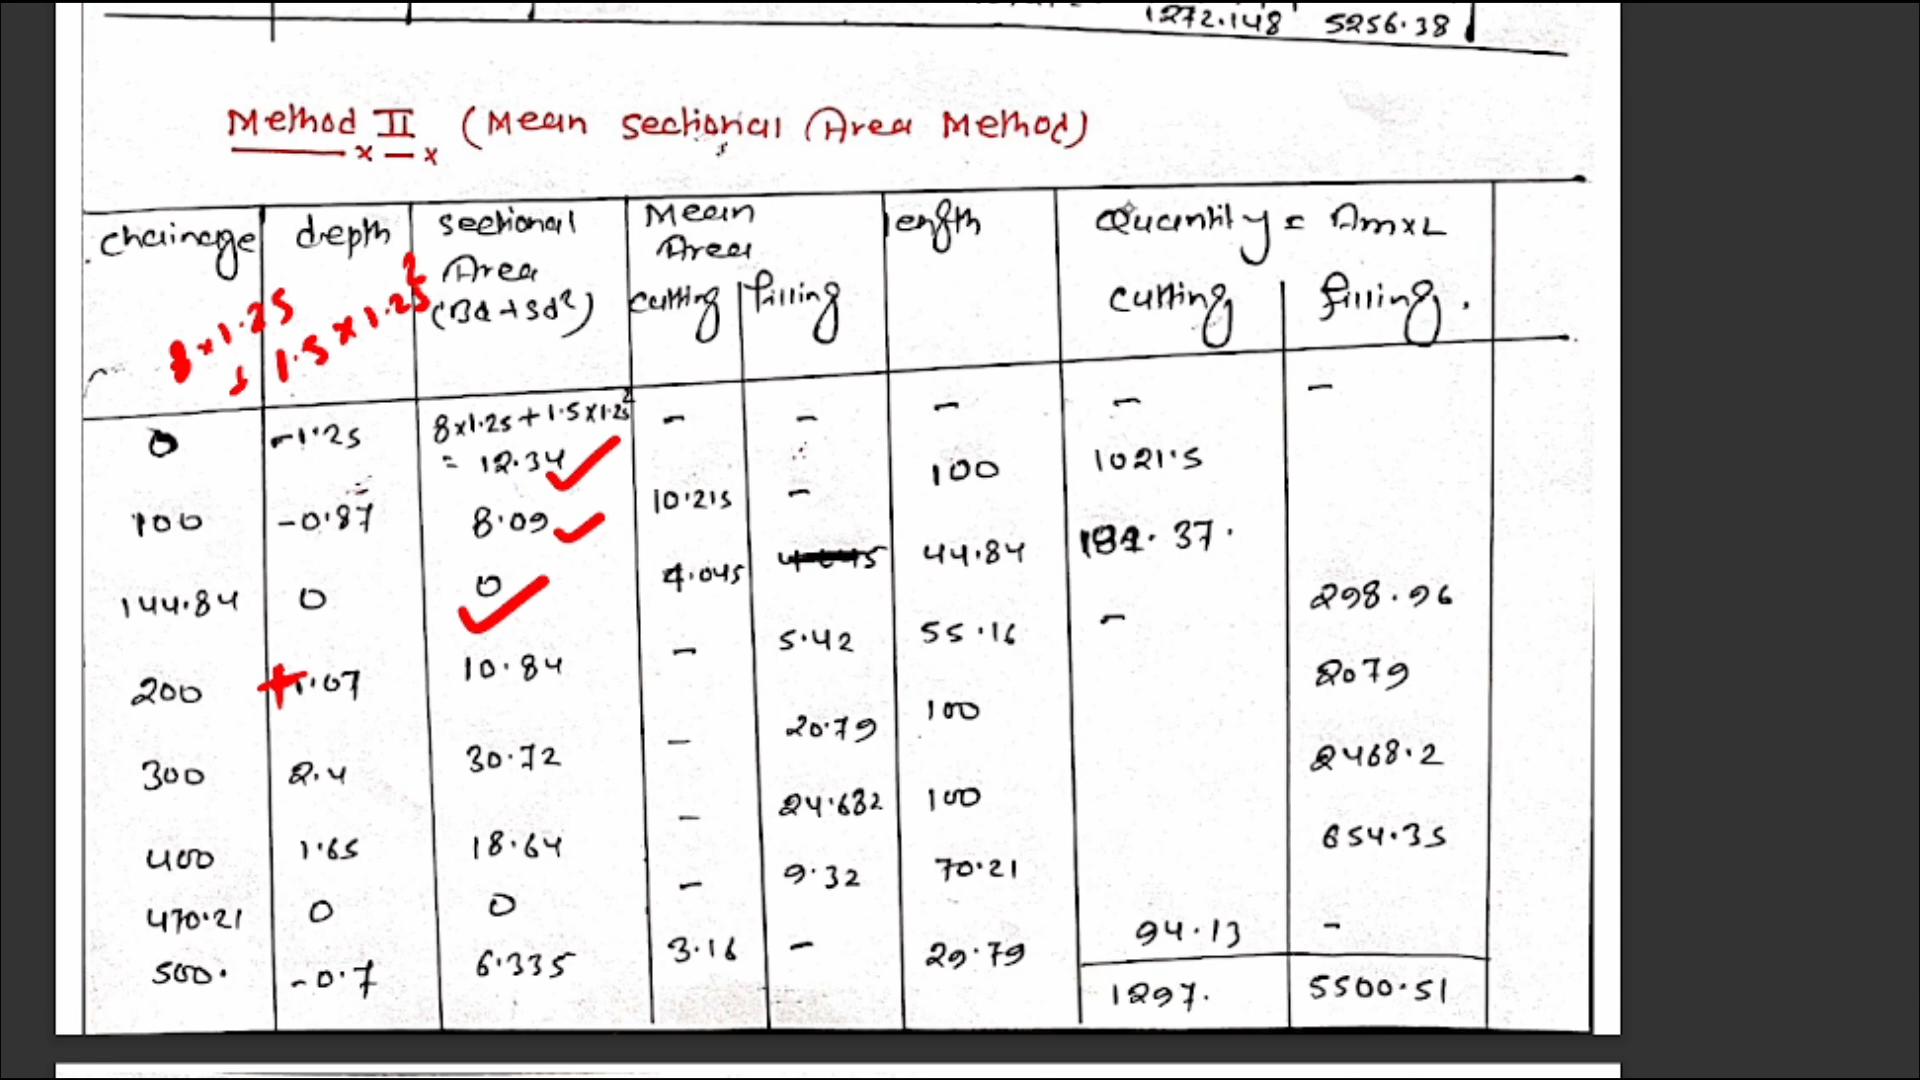 1272.148 5256.38
Method II (Mean sectional Area Method)
chainage depth sectional Area (Bd+Sd²) Mean Area length Quantity = Am×L
cutting filling cutting filling.
8×1.25
+ 1.5×1.25²
0 -1.25 8×1.25+1.5×1.25² - - - - -
= 12.34
10.215 - 100 1021.5
100 -0.87 8.09
4.045 44.84 181.37.
144.84 0 0
- 5.42 55.16 - 298.96
200 +1.07 10.84
- 20.79 100 2079
300 2.4 30.72
- 24.682 100 2468.2
400 1.65 18.64
- 9.32 70.21 654.35
470.21 0 0
3.16 - 29.79 94.13 -
500. -0.7 6.335
1297. 5500.51